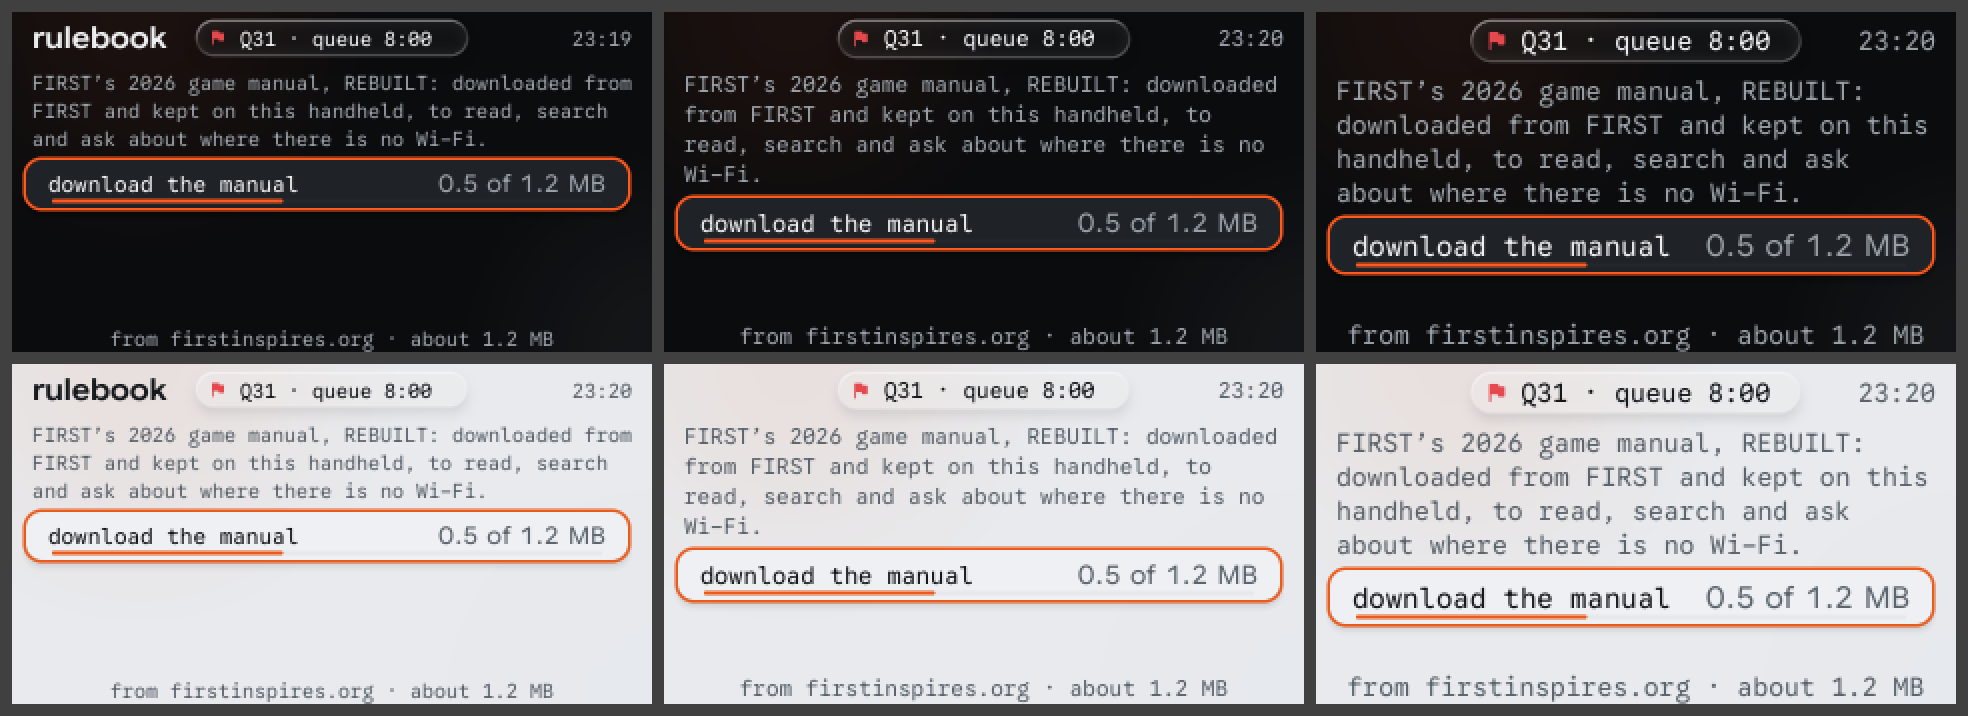 rulebook
Q31 · queue 8:00
23:19
FIRST’s 2026 game manual, REBUILT: downloaded from
FIRST and kept on this handheld, to read, search
and ask about where there is no Wi-Fi.
download the manual
0.5 of 1.2 MB
from firstinspires.org · about 1.2 MB
Q31 · queue 8:00
23:20
FIRST’s 2026 game manual, REBUILT: downloaded
from FIRST and kept on this handheld, to
read, search and ask about where there is no
Wi-Fi.
download the manual
0.5 of 1.2 MB
from firstinspires.org · about 1.2 MB
Q31 · queue 8:00
23:20
FIRST’s 2026 game manual, REBUILT:
downloaded from FIRST and kept on this
handheld, to read, search and ask
about where there is no Wi-Fi.
download the manual
0.5 of 1.2 MB
from firstinspires.org · about 1.2 MB
rulebook
Q31 · queue 8:00
23:20
FIRST’s 2026 game manual, REBUILT: downloaded from
FIRST and kept on this handheld, to read, search
and ask about where there is no Wi-Fi.
download the manual
0.5 of 1.2 MB
from firstinspires.org · about 1.2 MB
Q31 · queue 8:00
23:20
FIRST’s 2026 game manual, REBUILT: downloaded
from FIRST and kept on this handheld, to
read, search and ask about where there is no
Wi-Fi.
download the manual
0.5 of 1.2 MB
from firstinspires.org · about 1.2 MB
Q31 · queue 8:00
23:20
FIRST’s 2026 game manual, REBUILT:
downloaded from FIRST and kept on this
handheld, to read, search and ask
about where there is no Wi-Fi.
download the manual
0.5 of 1.2 MB
from firstinspires.org · about 1.2 MB